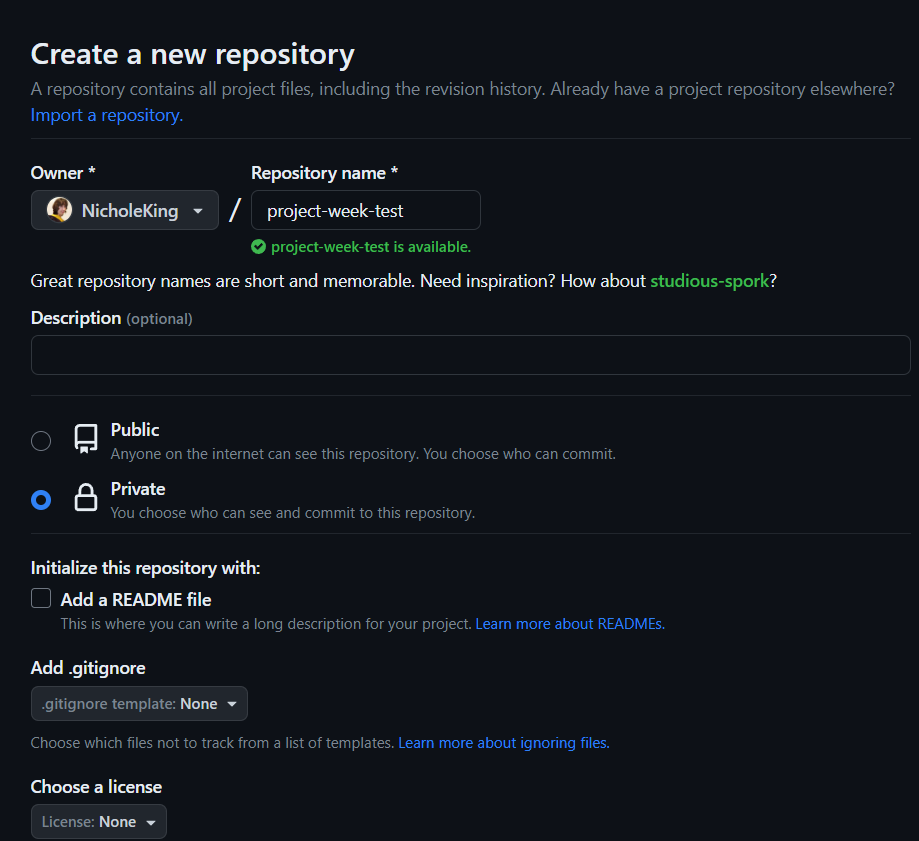 Create a new repository
A repository contains all project files, including the revision history. Already have a project repository elsewhere?
Import a repository.
Owner *
Repository name *
NicholeKing / project-week-test
project-week-test is available.
Great repository names are short and memorable. Need inspiration? How about studious-spork?
Description (optional)
Public
Anyone on the internet can see this repository. You choose who can commit.
Private
You choose who can see and commit to this repository.
Initialize this repository with:
Add a README file
This is where you can write a long description for your project. Learn more about READMEs.
Add .gitignore
.gitignore template: None
Choose which files not to track from a list of templates. Learn more about ignoring files.
Choose a license
License: None